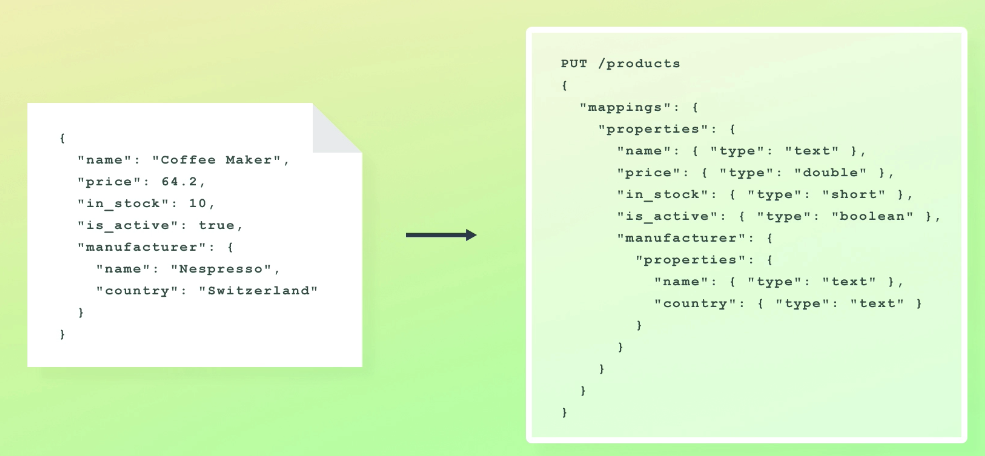 {
  "name": "Coffee Maker",
  "price": 64.2,
  "in_stock": 10,
  "is_active": true,
  "manufacturer": {
    "name": "Nespresso",
    "country": "Switzerland"
  }
}
PUT /products
{
  "mappings": {
    "properties": {
      "name": { "type": "text" },
      "price": { "type": "double" },
      "in_stock": { "type": "short" },
      "is_active": { "type": "boolean" },
      "manufacturer": {
        "properties": {
          "name": { "type": "text" },
          "country": { "type": "text" }
        }
      }
    }
  }
}